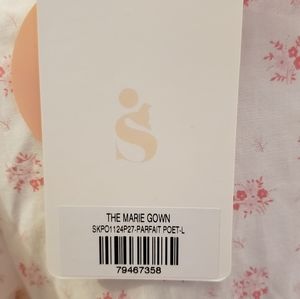 S
THE MARIE GOWN
SKPO1124P27-PARFAIT POET-L
79467358